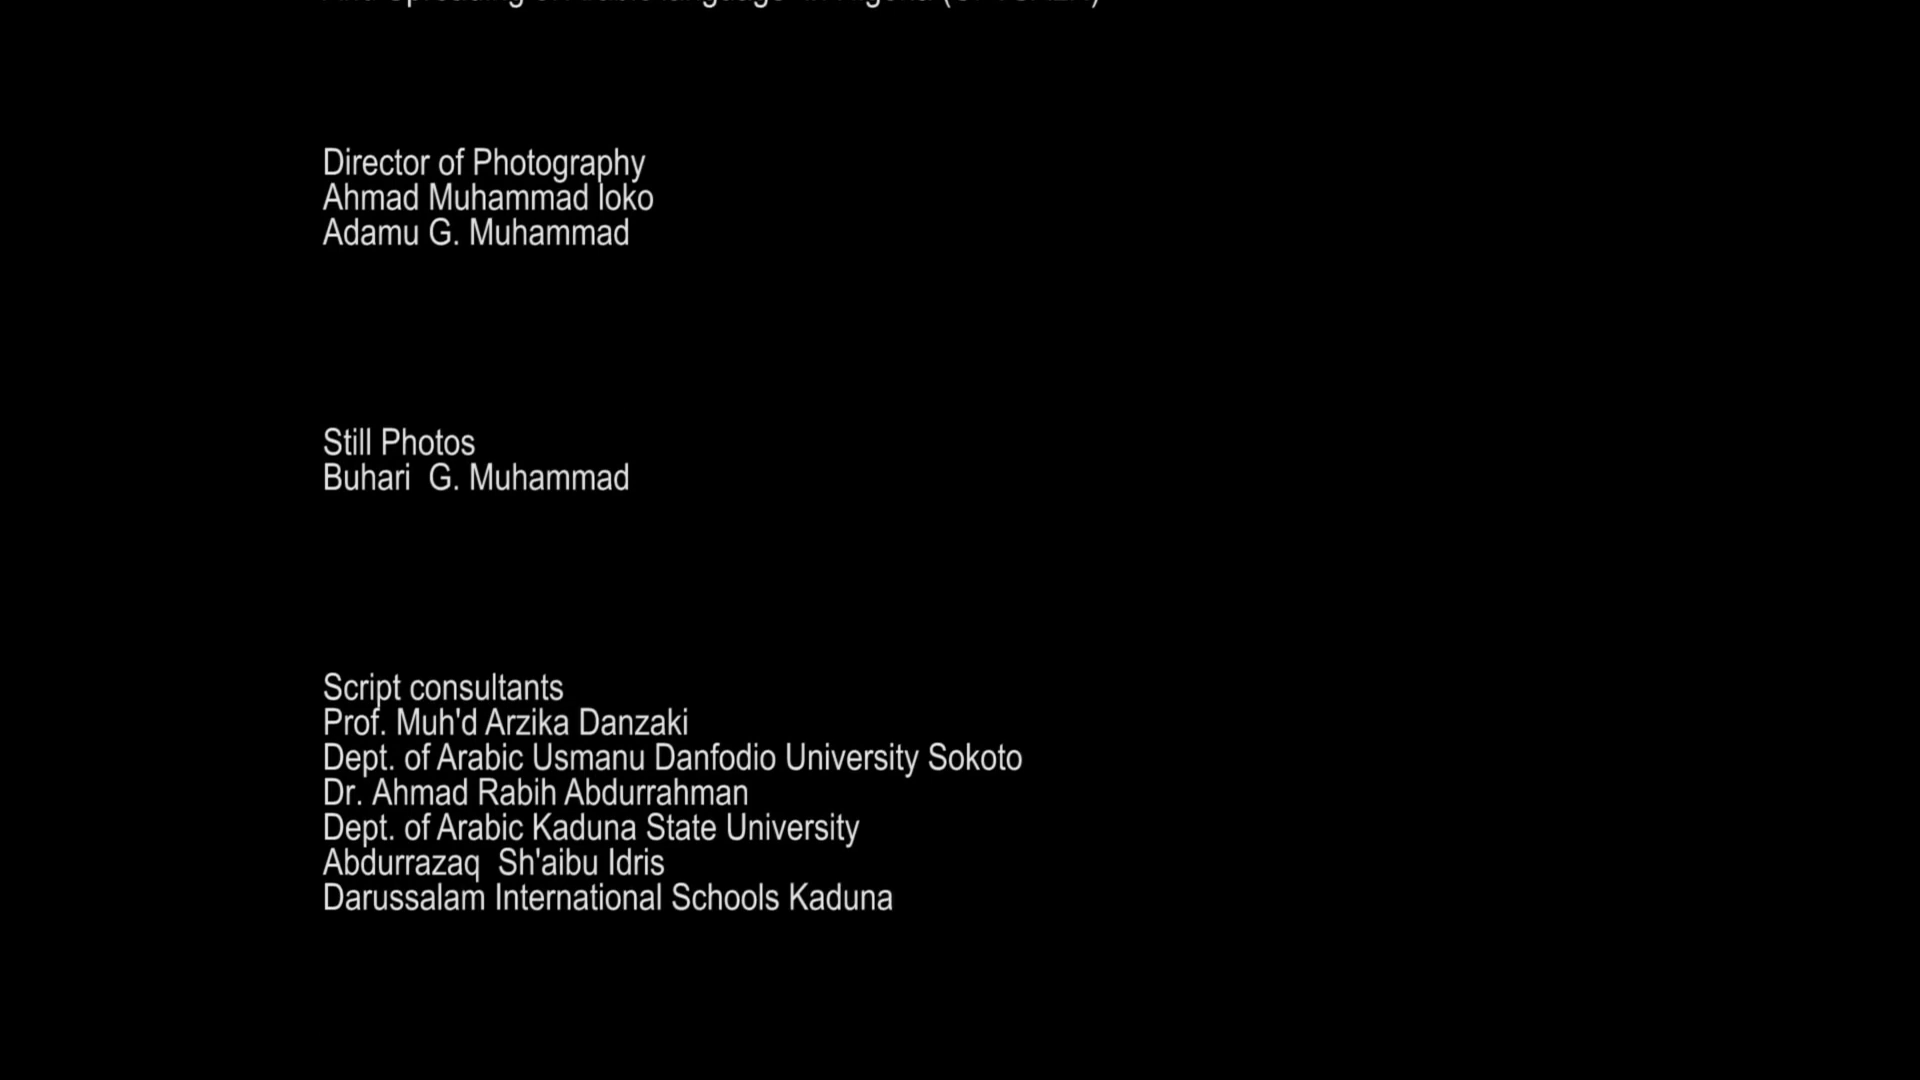 Director of Photography
Ahmad Muhammad loko
Adamu G. Muhammad
Still Photos
Buhari  G. Muhammad
Script consultants
Prof. Muh'd Arzika Danzaki
Dept. of Arabic Usmanu Danfodio University Sokoto
Dr. Ahmad Rabih Abdurrahman
Dept. of Arabic Kaduna State University
Abdurrazaq  Sh'aibu Idris
Darussalam International Schools Kaduna